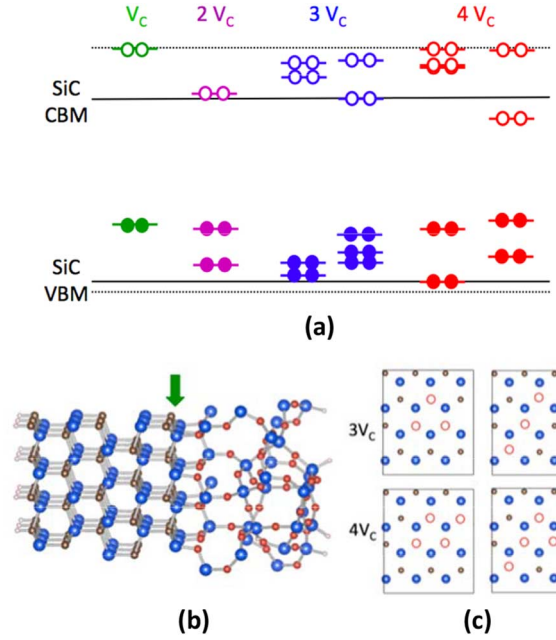 V_C 2 V_C 3 V_C 4 V_C
SiC
CBM
SiC
VBM
(a)
3V_C
4V_C
(b) (c)